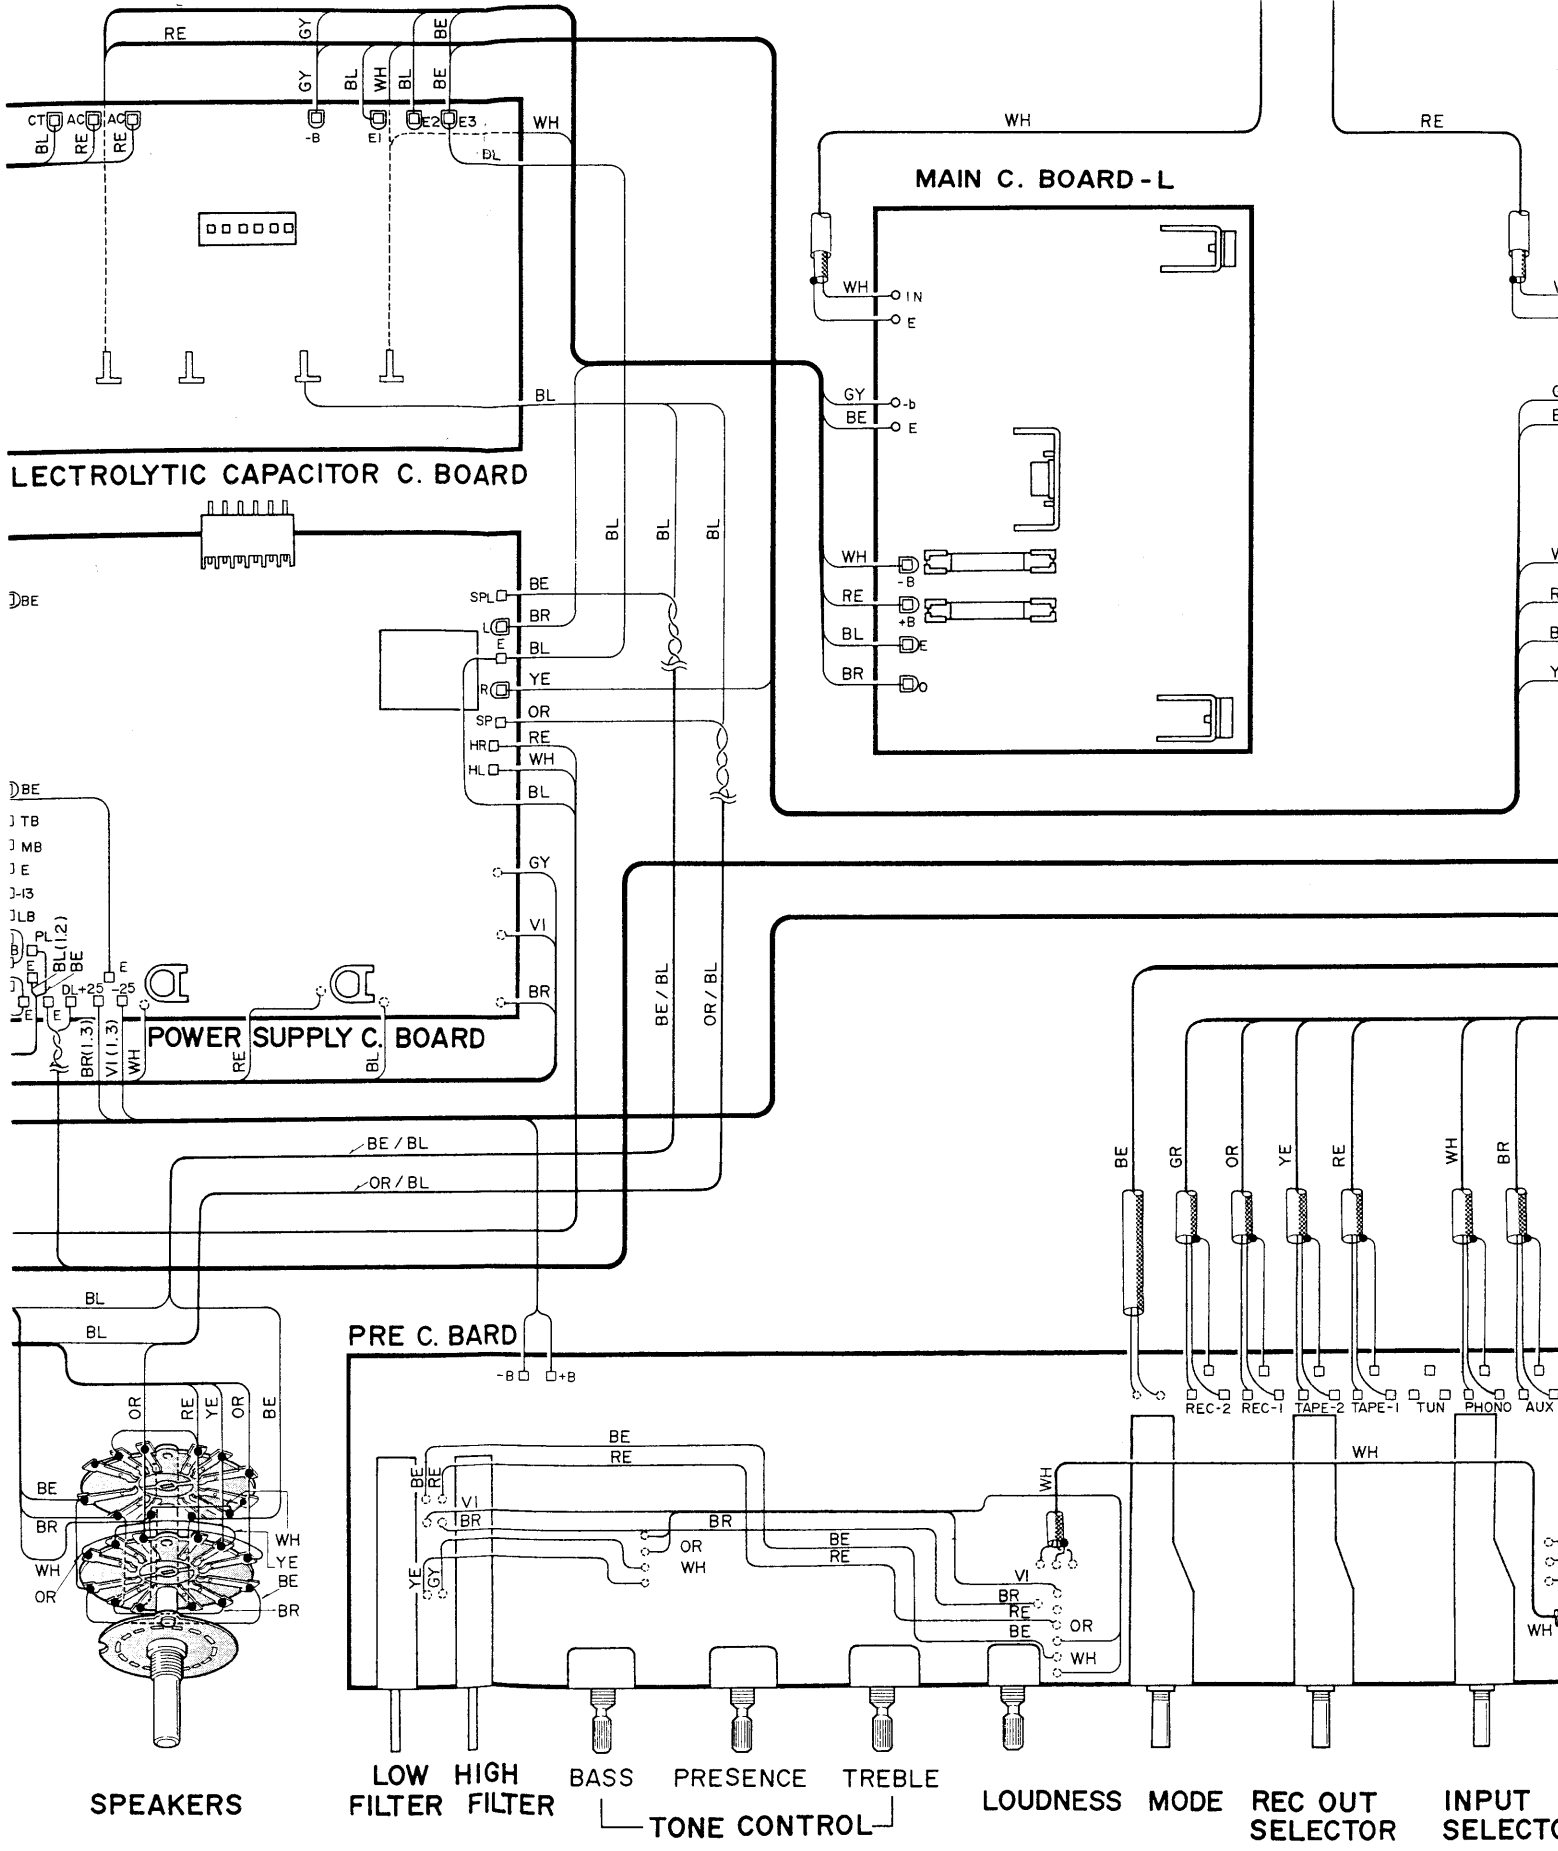 RE
GY
BE
GY
BL
WH
BL
BE
CT
AC
AC
BL
RE
RE
-B
E1
E2
E3
WH
WH
RE
MAIN C. BOARD-L
WH
IN
E
BL
GY
-b
BE
E
LECTROLYTIC CAPACITOR C. BOARD
BL
BL
BL
WH
-B
RE
+B
BL
E
BR
O
BE
SPL
BE
L
BR
E
BL
R
YE
SP
OR
HR
RE
HL
WH
BL
BE
TB
MB
E
-13
LB
GY
B
PL
BL(1.2)
BE
VI
E
E
DL
+25
-25
E
E
BR
BE/BL
OR/BL
BR(1.3)
VI(1.3)
WH
POWER SUPPLY C. BOARD
RE
BL
BE/BL
OR/BL
BE
GR
OR
YE
RE
WH
BR
BL
BL
PRE C. BARD
-B
+B
REC-2
REC-1
TAPE-2
TAPE-1
TUN
PHONO
AUX
OR
RE
YE
OR
BE
BE
RE
BE
RE
WH
WH
BE
BR
VI
BR
BR
WH
YE
WH
OR
BE
BR
OR
WH
BE
RE
YE
GY
VI
BR
RE
BE
OR
WH
WH
SPEAKERS
LOW
FILTER
HIGH
FILTER
BASS
PRESENCE
TREBLE
TONE CONTROL
LOUDNESS
MODE
REC OUT
SELECTOR
INPUT